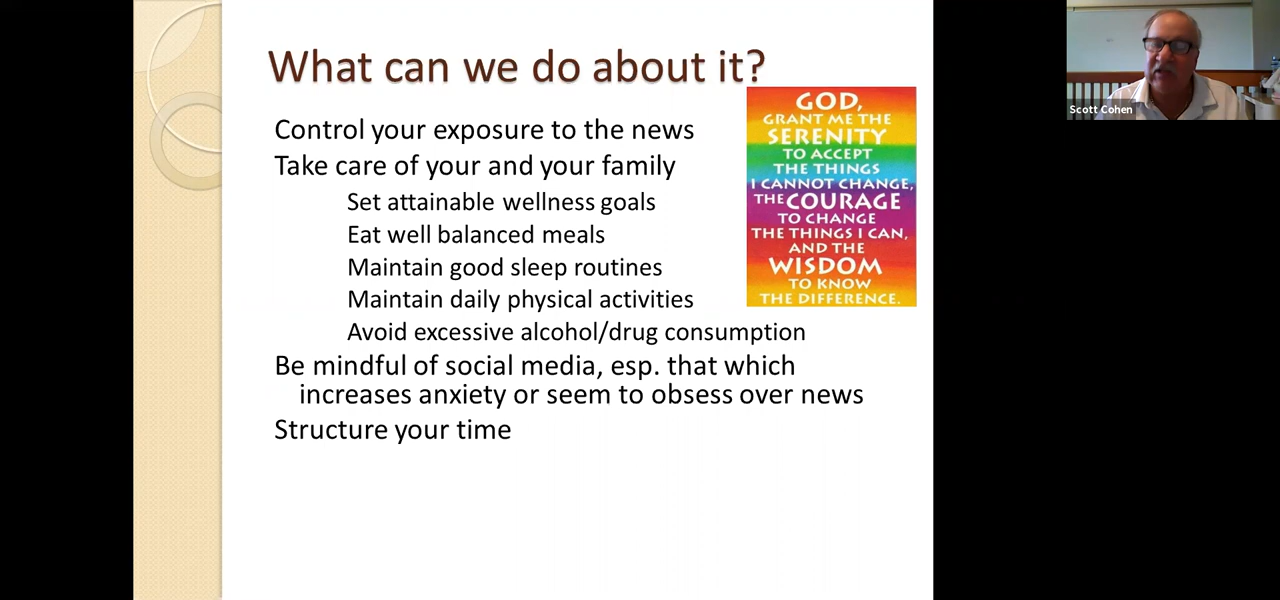 What can we do about it?
Control your exposure to the news
Take care of your and your family
Set attainable wellness goals
Eat well balanced meals
Maintain good sleep routines
Maintain daily physical activities
Avoid excessive alcohol/drug consumption
Be mindful of social media, esp. that which
increases anxiety or seem to obsess over news
Structure your time
GOD,
GRANT ME THE
SERENITY
TO ACCEPT
THE THINGS
I CANNOT CHANGE,
THE COURAGE
TO CHANGE
THE THINGS I CAN,
AND THE
WISDOM
TO KNOW
THE DIFFERENCE.
Scott Cohen